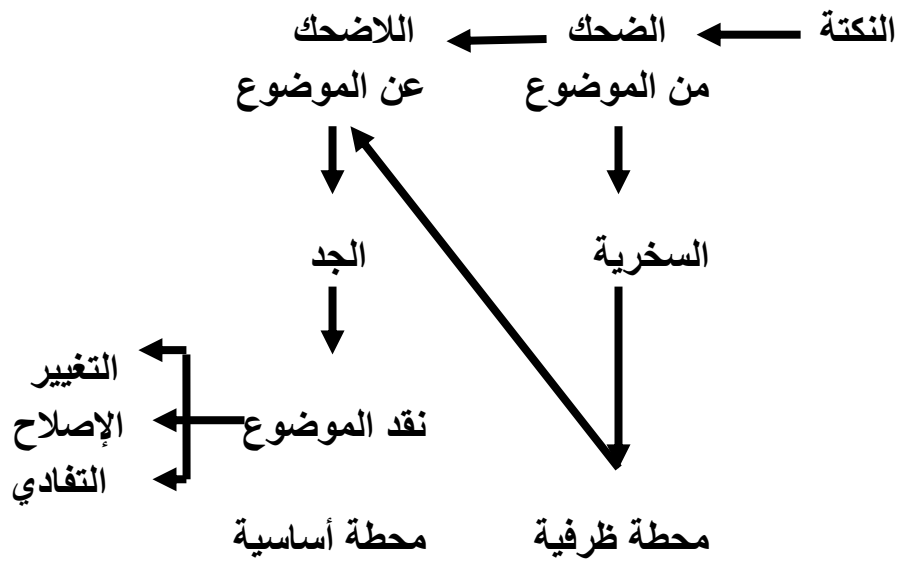 النكتة
الضحك
من الموضوع
اللاضحك
عن الموضوع
السخرية
الجد
نقد الموضوع
التغيير
الإصلاح
التفادي
محطة ظرفية
محطة أساسية